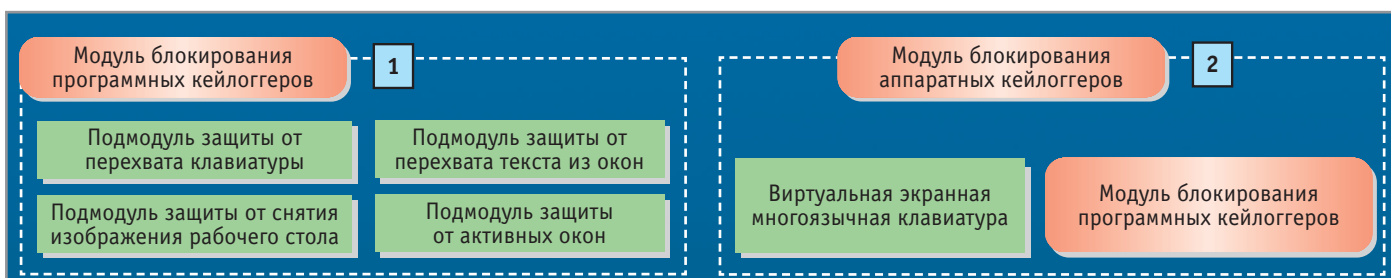 Модуль блокирования
программных кейлоггеров
1
Подмодуль защиты от
перехвата клавиатуры
Подмодуль защиты от
перехвата текста из окон
Подмодуль защиты от снятия
изображения рабочего стола
Подмодуль защиты
от активных окон
Модуль блокирования
аппаратных кейлоггеров
2
Виртуальная экранная
многоязычная клавиатура
Модуль блокирования
программных кейлоггеров